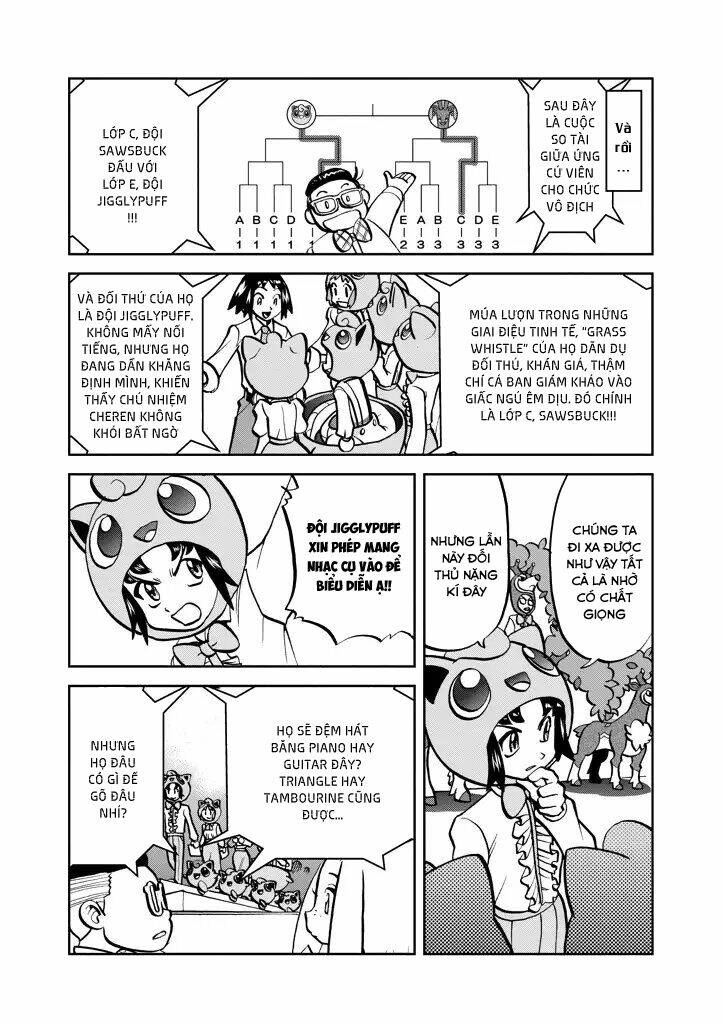 Và
rồi
...
SAU ĐÂY
LÀ CUỘC
SO TÀI
GIỮA ỨNG
CỬ VIÊN
CHO CHỨC
VÔ ĐỊCH
LỚP C, ĐỘI
SAWSBUCK
ĐẤU VỚI
LỚP E, ĐỘI
JIGGLYPUFF
!!!
A B C D 1 E A B C D E
1 1 1 1 2 3 3 3 3 3
MÚA LƯỢN TRONG NHỮNG
GIAI ĐIỆU TINH TẾ, "GRASS
WHISTLE" CỦA HỌ DẪN DỤ
ĐỐI THỦ, KHÁN GIẢ, THẬM
CHÍ CẢ BAN GIÁM KHẢO VÀO
GIẤC NGỦ ÊM DỊU. ĐÓ CHÍNH
LÀ LỚP C, SAWSBUCK!!!
VÀ ĐỐI THỦ CỦA HỌ
LÀ ĐỘI JIGGLYPUFF.
KHÔNG MẤY NỔI
TIẾNG, NHƯNG HỌ
ĐANG DẦN KHẲNG
ĐỊNH MÌNH, KHIẾN
THẦY CHỦ NHIỆM
CHEREN KHÔNG
KHỎI BẤT NGỜ
CHÚNG TA
ĐI XA ĐƯỢC
NHƯ VẬY TẤT
CẢ LÀ NHỜ
CÓ CHẤT
GIỌNG
NHƯNG LẦN
NÀY ĐỐI
THỦ NẶNG
KÍ ĐÂY
ĐỘI JIGGLYPUFF
XIN PHÉP MANG
NHẠC CỤ VÀO ĐỂ
BIỂU DIỄN Ạ!!
HỌ SẼ ĐỆM HÁT
BẰNG PIANO HAY
GUITAR ĐÂY?
TRIANGLE HAY
TAMBOURINE CŨNG
ĐƯỢC...
NHƯNG
HỌ ĐÂU
CÓ GÌ ĐỂ
GÕ ĐÂU
NHỈ?